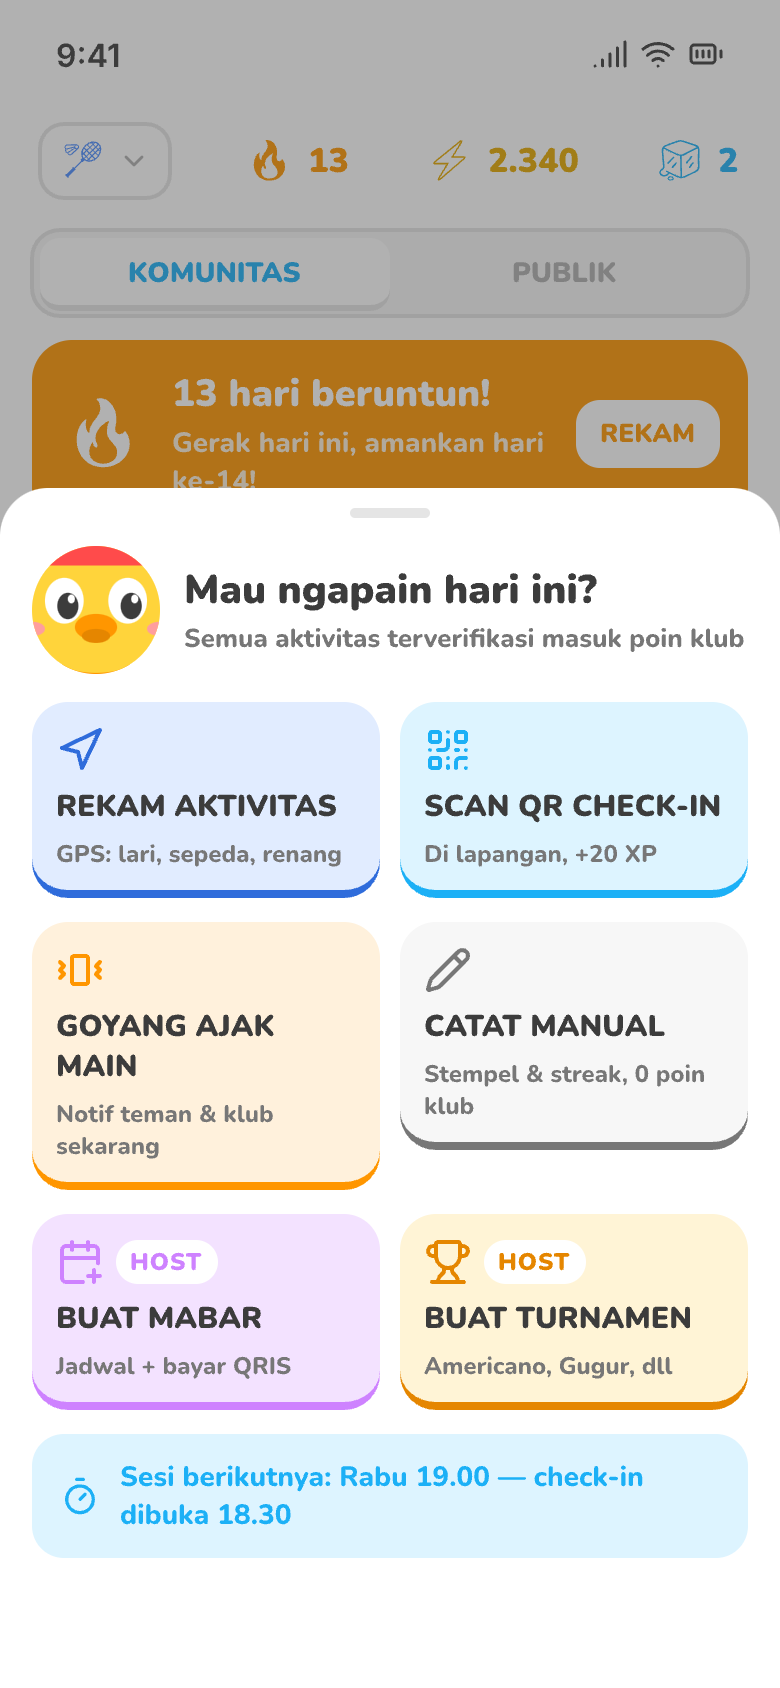 9:41
13
2.340
2
KOMUNITAS
PUBLIK
13 hari beruntun!
Gerak hari ini, amankan hari
ke-14!
REKAM
Mau ngapain hari ini?
Semua aktivitas terverifikasi masuk poin klub
REKAM AKTIVITAS
GPS: lari, sepeda, renang
SCAN QR CHECK-IN
Di lapangan, +20 XP
GOYANG AJAK
MAIN
Notif teman & klub
sekarang
CATAT MANUAL
Stempel & streak, 0 poin
klub
HOST
BUAT MABAR
Jadwal + bayar QRIS
HOST
BUAT TURNAMEN
Americano, Gugur, dll
Sesi berikutnya: Rabu 19.00 — check-in
dibuka 18.30